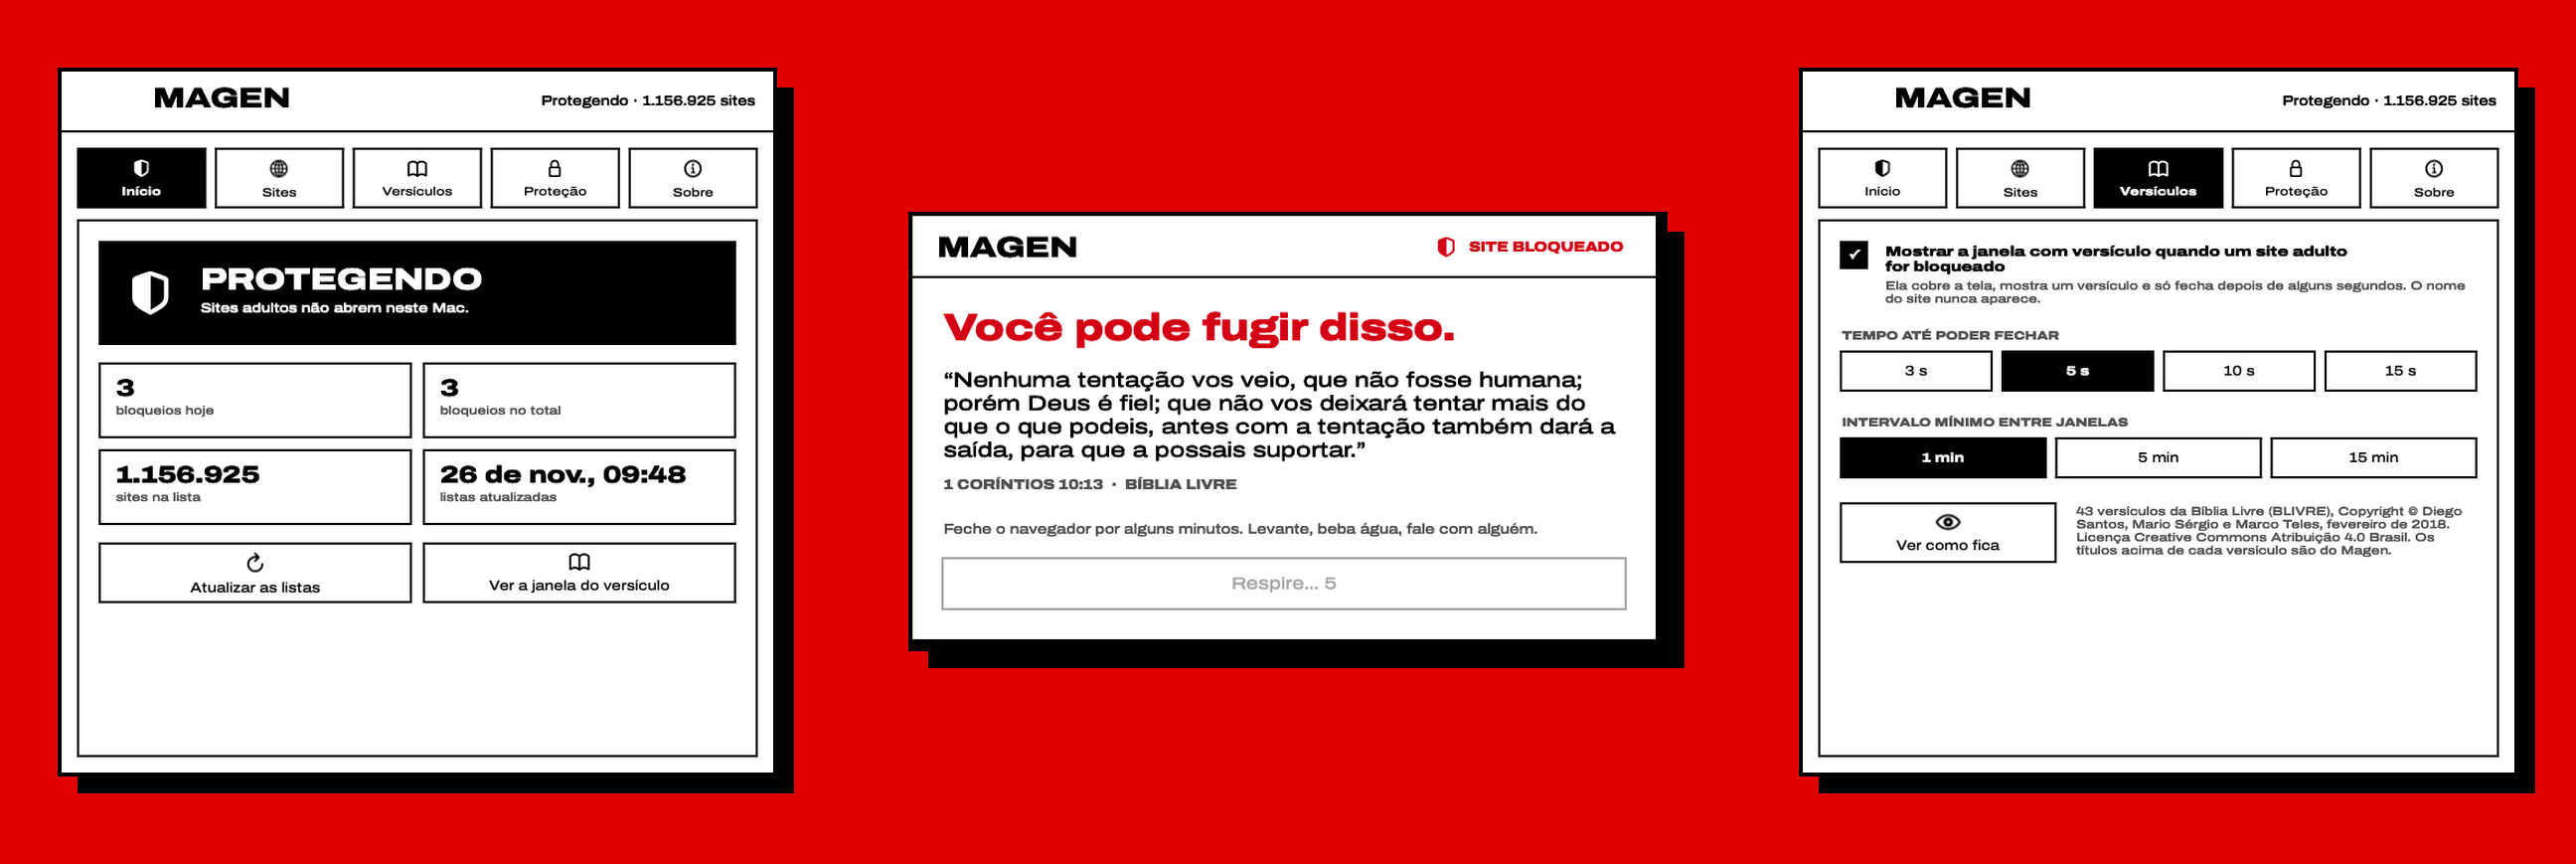 MAGEN
Protegendo · 1.156.925 sites
Início
Sites
Versículos
Proteção
Sobre
PROTEGENDO
Sites adultos não abrem neste Mac.
3
bloqueios hoje
3
bloqueios no total
1.156.925
sites na lista
26 de nov., 09:48
listas atualizadas
Atualizar as listas
Ver a janela do versículo
MAGEN
SITE BLOQUEADO
Você pode fugir disso.
“Nenhuma tentação vos veio, que não fosse humana;
porém Deus é fiel; que não vos deixará tentar mais do
que o que podeis, antes com a tentação também dará a
saída, para que a possais suportar.”
1 CORÍNTIOS 10:13 · BÍBLIA LIVRE
Feche o navegador por alguns minutos. Levante, beba água, fale com alguém.
Respire... 5
MAGEN
Protegendo · 1.156.925 sites
Início
Sites
Versículos
Proteção
Sobre
Mostrar a janela com versículo quando um site adulto
for bloqueado
Ela cobre a tela, mostra um versículo e só fecha depois de alguns segundos. O nome
do site nunca aparece.
TEMPO ATÉ PODER FECHAR
3 s
5 s
10 s
15 s
INTERVALO MÍNIMO ENTRE JANELAS
1 min
5 min
15 min
Ver como fica
43 versículos da Bíblia Livre (BLIVRE), Copyright © Diego
Santos, Mario Sérgio e Marco Teles, fevereiro de 2018.
Licença Creative Commons Atribuição 4.0 Brasil. Os
títulos acima de cada versículo são do Magen.